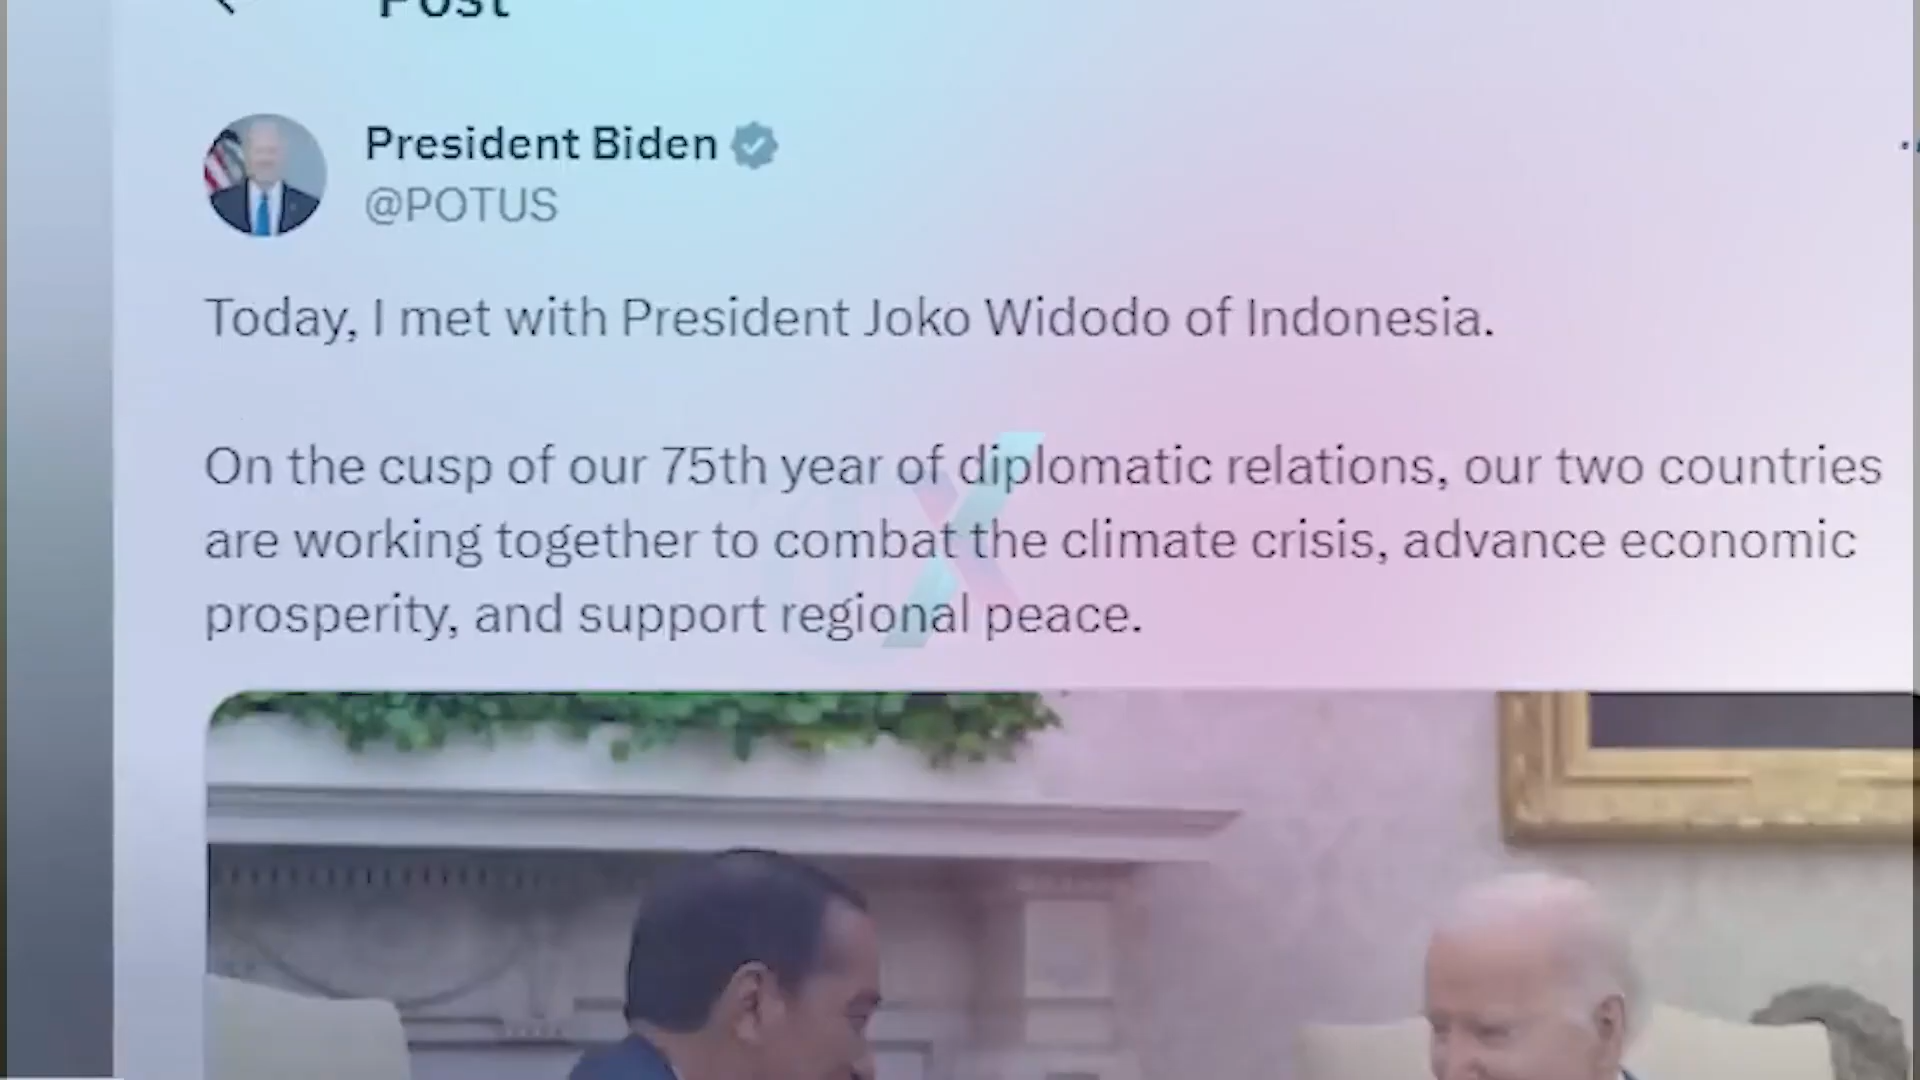 Post
President Biden
@POTUS
Today, I met with President Joko Widodo of Indonesia.
On the cusp of our 75th year of diplomatic relations, our two countries
are working together to combat the climate crisis, advance economic
prosperity, and support regional peace.